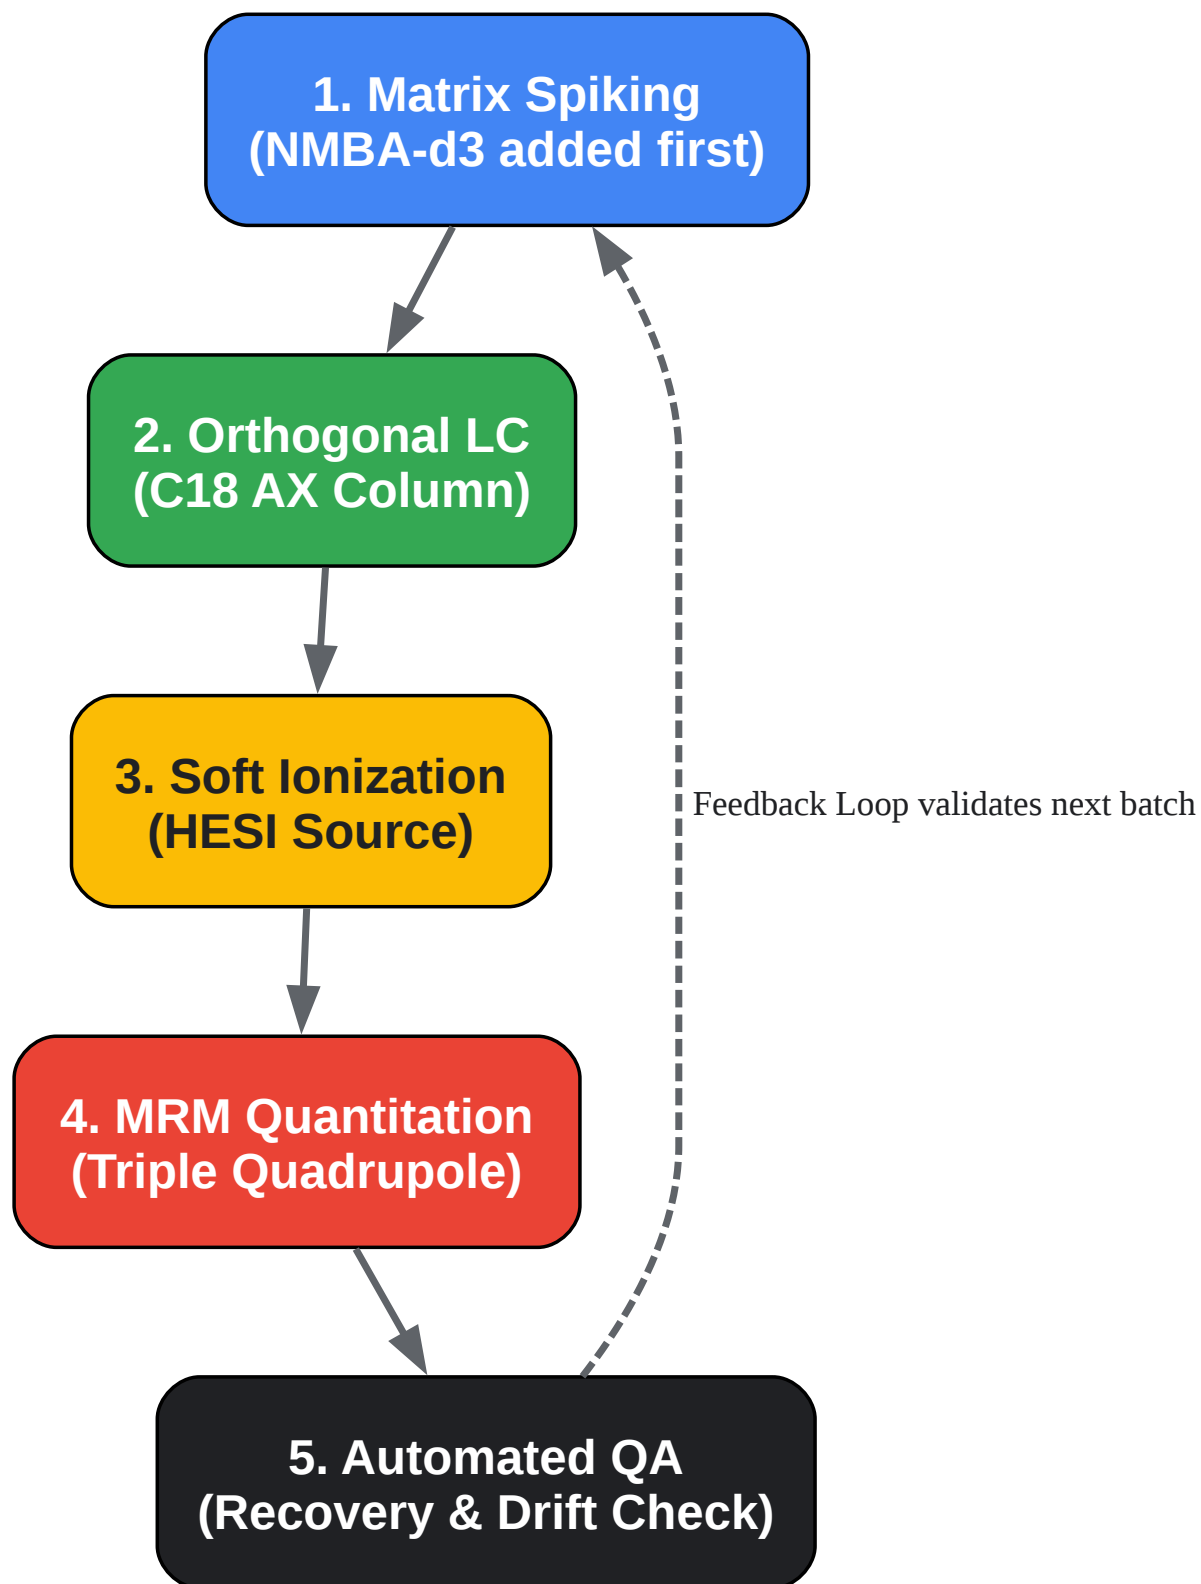 1. Matrix Spiking
(NMBA-d3 added first)
2. Orthogonal LC
(C18 AX Column)
3. Soft Ionization
(HESI Source)
Feedback Loop validates next batch
4. MRM Quantitation
(Triple Quadrupole)
5. Automated QA
(Recovery & Drift Check)